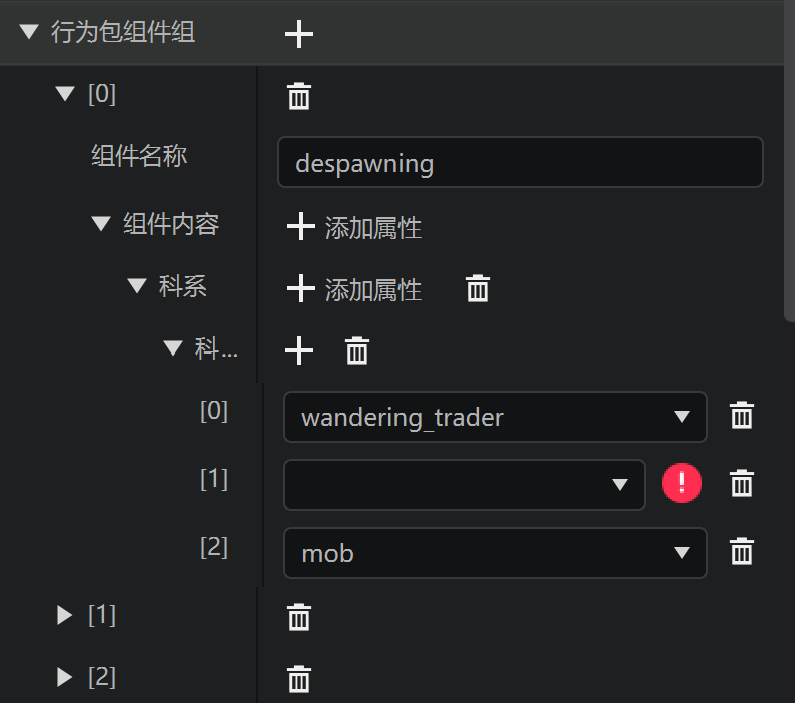 行为包组件组
[0]
组件名称 despawning
组件内容 添加属性
科系 添加属性
科...
[0] wandering_trader
[1] !
[2] mob
[1]
[2]